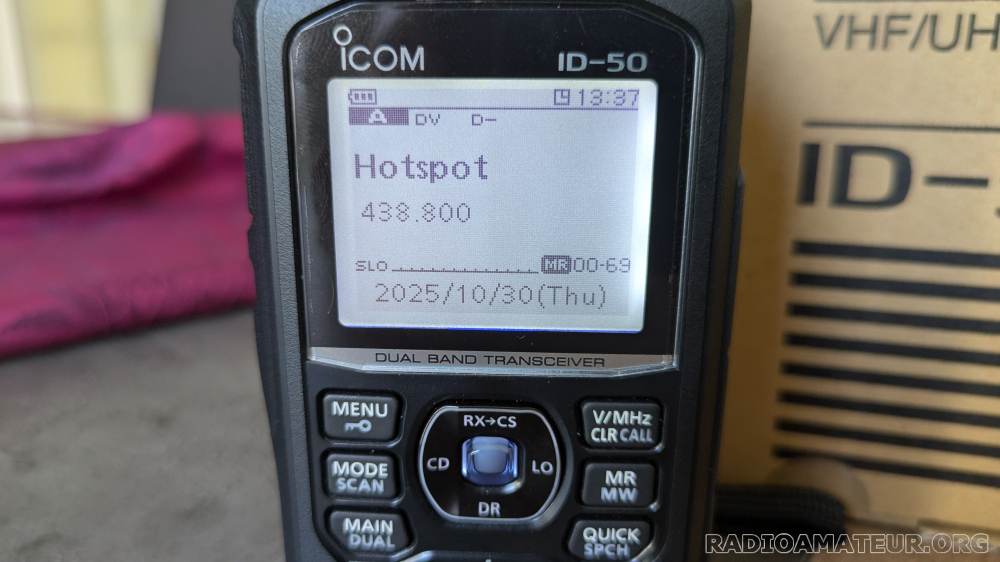 ICOM ID-50
13:37
A DV D-
Hotspot
438.800
SLO MR 00-69
2025/10/30(Thu)
DUAL BAND TRANSCEIVER
MENU
RX→CS
V/MHz
CLR CALL
MODE
SCAN
CD
LO
MR
MW
MAIN
DUAL
DR
QUICK
SPCH
VHF/UH
ID-
RADIOAMATEUR.ORG